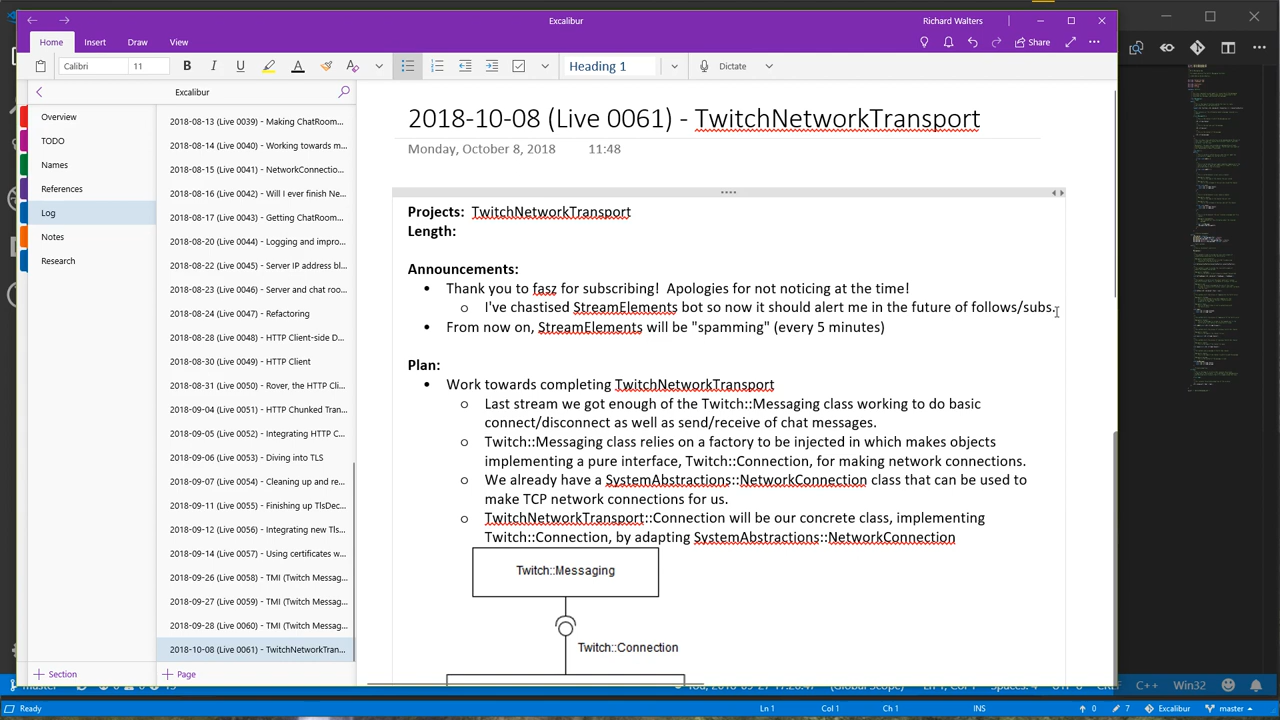 Excalibur
Richard Walters
Home
Insert
Draw
View
Share
Calibri
11
B
I
U
A
Heading 1
Dictate
Excalibur
Overview
TODO
Names
References
Log
Notes
Research
2018-08-13 (Live 0039) - Making ChatRoom...
2018-08-14 (Live 0040) - Working towards m...
2018-08-15 (Live 0041) - NetworkConnectio...
2018-08-16 (Live 0042) - Will I ever finish Ne...
2018-08-17 (Live 0043) - Getting ChatRoom...
2018-08-20 (Live 0044) - Logging and impro...
2018-08-22 (Live 0045) - Server IP address bl...
2018-08-23 (Live 0046) - Server and chat roo...
2018-08-24 (Live 0047) - Refactoring
2018-08-28 (Live 0048) - HTTP Client-side D...
2018-08-30 (Live 0049) - HTTP Client
2018-08-31 (Live 0050) - Rover, the HTTP Cli...
2018-09-04 (Live 0051) - HTTP Chunked Tran...
2018-09-05 (Live 0052) - Integrating HTTP C...
2018-09-06 (Live 0053) - Diving into TLS
2018-09-07 (Live 0054) - Cleaning up and re...
2018-09-11 (Live 0055) - Finishing up TlsDec...
2018-09-12 (Live 0056) - Integrating new Tls...
2018-09-14 (Live 0057) - Using certificates w...
2018-09-26 (Live 0058) - TMI (Twitch Messag...
2018-09-27 (Live 0059) - TMI (Twitch Messag...
2018-09-28 (Live 0060) - TMI (Twitch Messag...
2018-10-08 (Live 0061) - TwitchNetworkTran...
+ Section
+ Page
2018-10-08 (Live 0061) - TwitchNetworkTransport
Monday, October 8, 2018 11:48
Projects: TwitchNetworkTransport
Length:
Announcements:
• Thank you to iasz for subscribing! Apologies for not noticing at the time!
I've chastised StreamElements bot so now it should alert me in the future of follows/subs.
• From now on, StreamElements will be "spamming" (every 5 minutes)
Plan:
• Work towards completing TwitchNetworkTransport
○ Last stream we got enough of the Twitch::Messaging class working to do basic
connect/disconnect as well as send/receive of chat messages.
○ Twitch::Messaging class relies on a factory to be injected in which makes objects
implementing a pure interface, Twitch::Connection, for making network connections.
○ We already have a SystemAbstractions::NetworkConnection class that can be used to
make TCP network connections for us.
○ TwitchNetworkTransport::Connection will be our concrete class, implementing
Twitch::Connection, by adapting SystemAbstractions::NetworkConnection
Twitch::Messaging
Twitch::Connection
C++
Win32
Ready
Ln 1
Col 1
Ch 1
INS
0
7
Excalibur
master